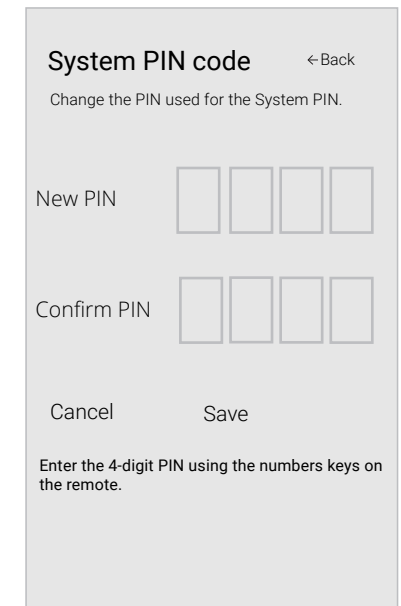 System PIN code
←Back
Change the PIN used for the System PIN.
New PIN
Confirm PIN
Cancel
Save
Enter the 4-digit PIN using the numbers keys on
the remote.